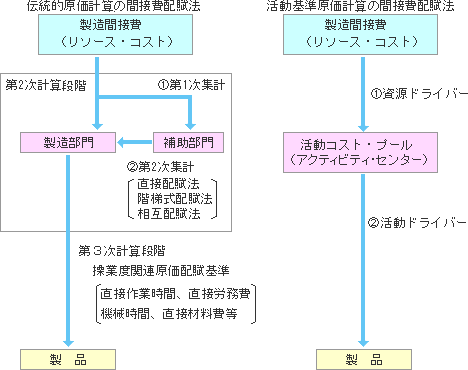 伝統的原価計算の間接費配賦法
製造間接費
（リソース・コスト）
第2次計算段階
①第1次集計
製造部門
補助部門
②第2次集計
直接配賦法
階梯式配賦法
相互配賦法
第３次計算段階
操業度関連原価配賦基準
直接作業時間、直接労務費
機械時間、直接材料費等
製　品
活動基準原価計算の間接費配賦法
製造間接費
（リソース・コスト）
①資源ドライバー
活動コスト・プール
（アクティビティ・センター）
②活動ドライバー
製　品